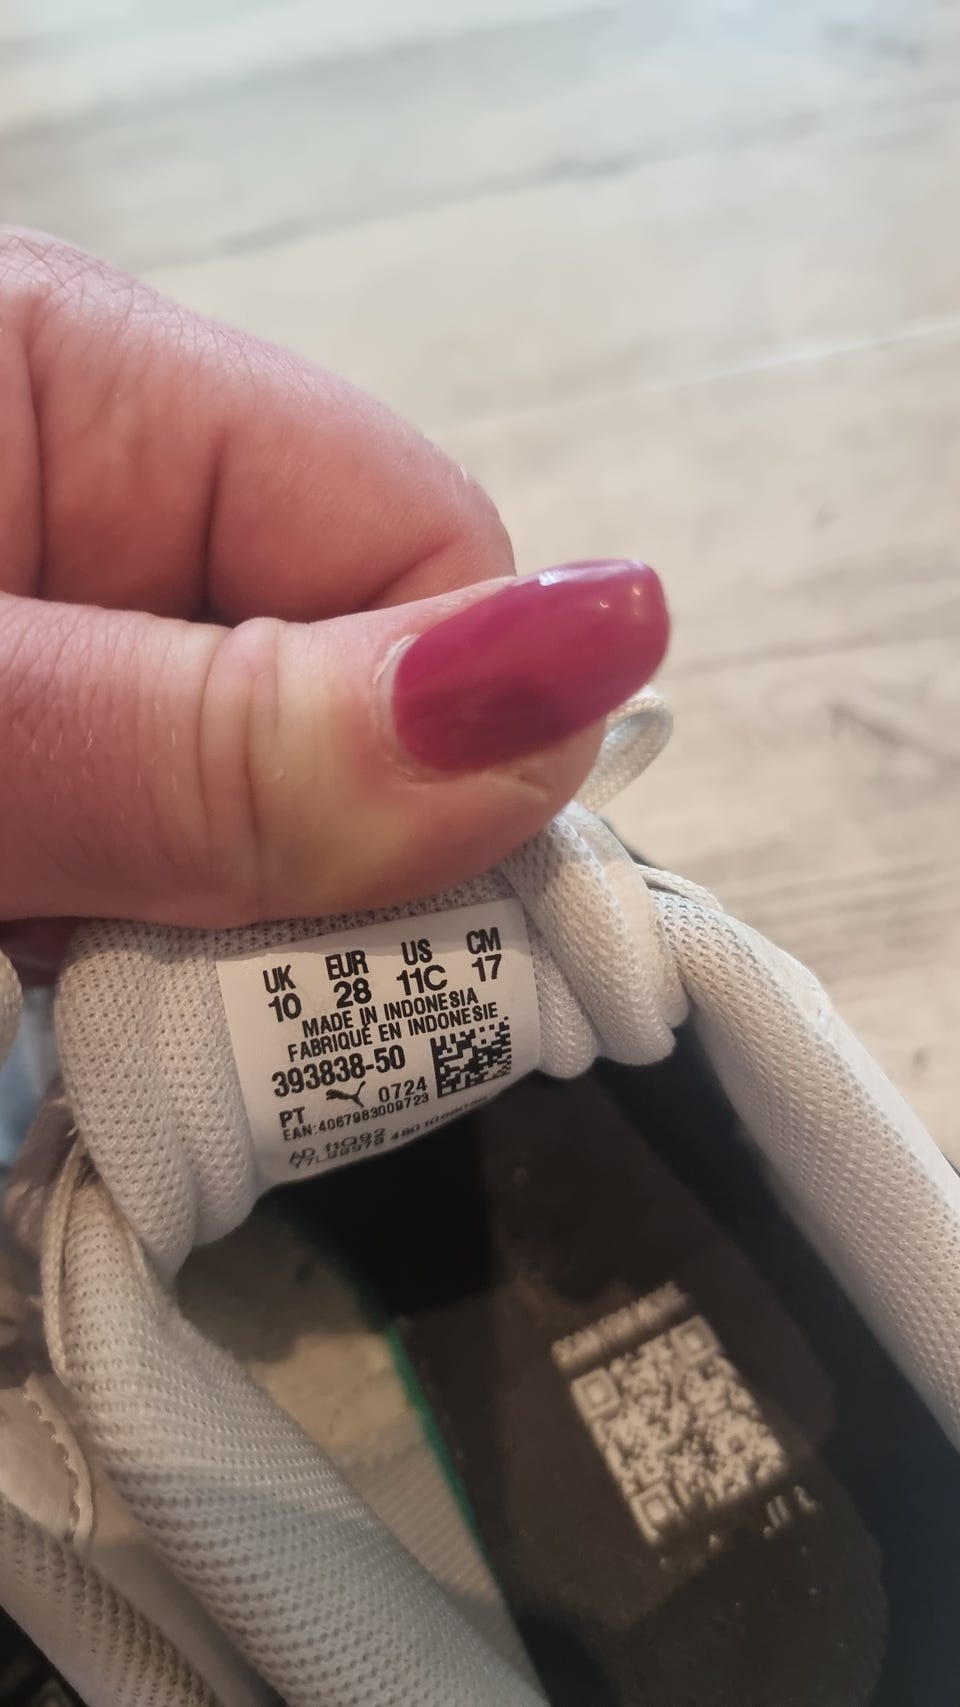 UK EUR US CM
10 28 11C 17
MADE IN INDONESIA
FABRIQUÉ EN INDONESIE
393838-50
PT 0724
EAN:4067983009723